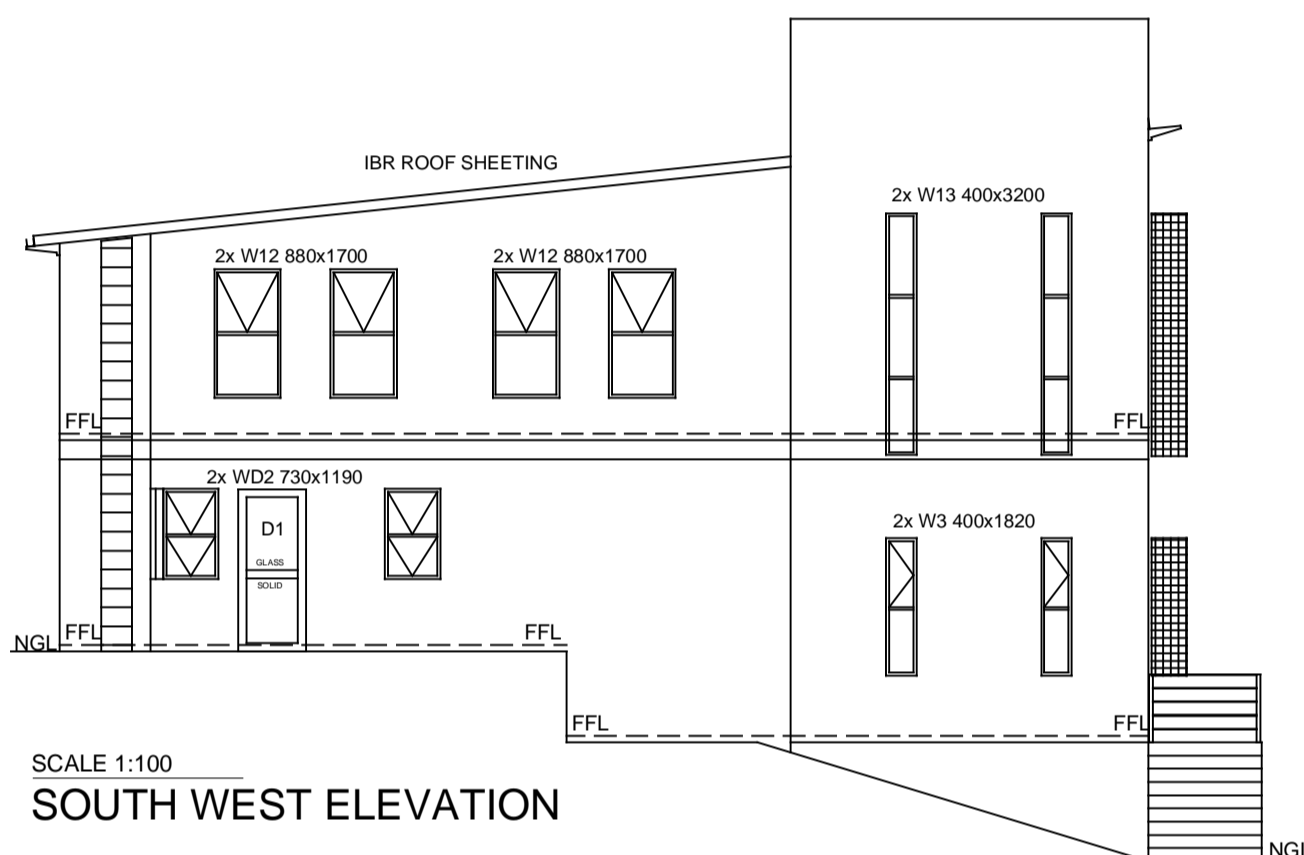 IBR ROOF SHEETING
2x W13 400x3200
2x W12 880x1700
2x W12 880x1700
FFL
FFL
2x WD2 730x1190
D1
GLASS
SOLID
2x W3 400x1820
NGL
FFL
FFL
FFL
FFL
SCALE 1:100
SOUTH WEST ELEVATION
NGL